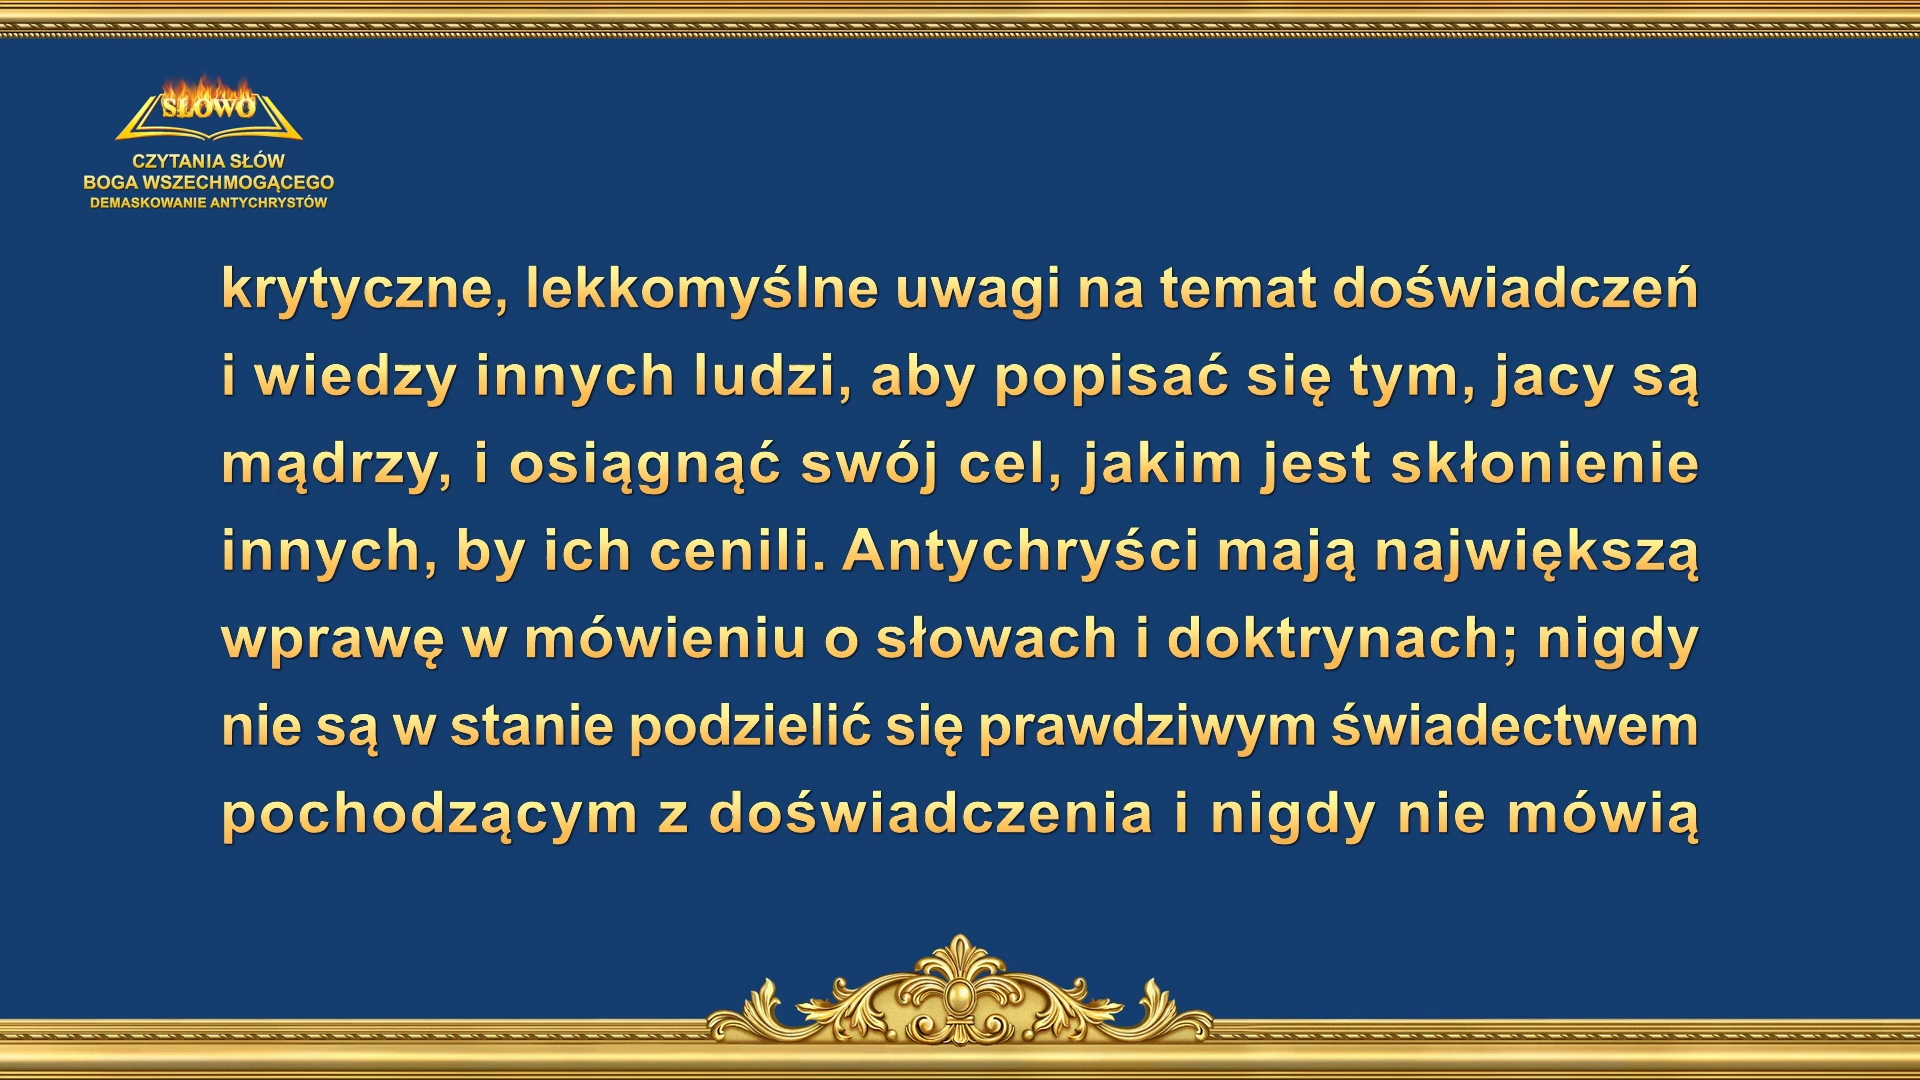 SŁOWO
CZYTANIA SŁÓW
BOGA WSZECHMOGĄCEGO
DEMASKOWANIE ANTYCHRYSTÓW
krytyczne, lekkomyślne uwagi na temat doświadczeń
i wiedzy innych ludzi, aby popisać się tym, jacy są
mądrzy, i osiągnąć swój cel, jakim jest skłonienie
innych, by ich cenili. Antychryści mają największą
wprawę w mówieniu o słowach i doktrynach; nigdy
nie są w stanie podzielić się prawdziwym świadectwem
pochodzącym z doświadczenia i nigdy nie mówią